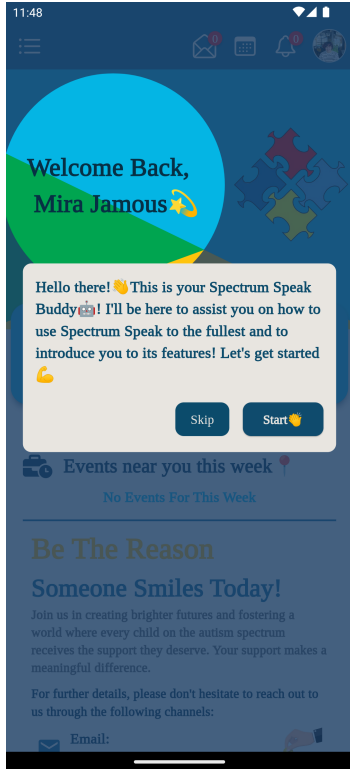 11:48
0
0
Welcome Back,
Mira Jamous💫
Hello there!👋This is your Spectrum Speak
Buddy🤖! I'll be here to assist you on how to
use Spectrum Speak to the fullest and to
introduce you to its features! Let's get started
💪
Skip
Start👋
Events near you this week📍
No Events For This Week
Be The Reason
Someone Smiles Today!
Join us in creating brighter futures and fostering a
world where every child on the autism spectrum
receives the support they deserve. Your support makes a
meaningful difference.
For further details, please don't hesitate to reach out to
us through the following channels:
Email: